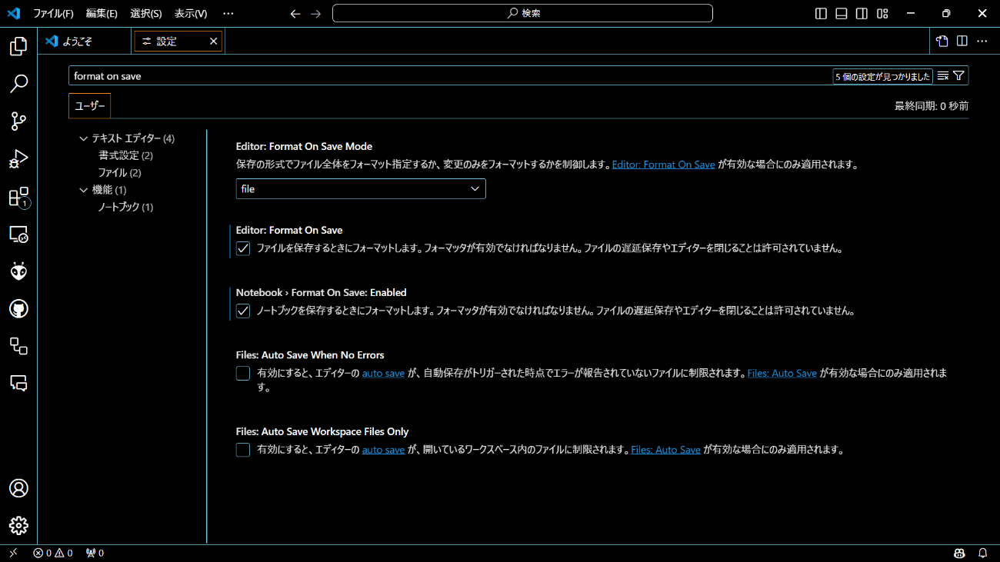 ファイル(F) 編集(E) 選択(S) 表示(V) ··· 検索
ようこそ 設定
format on save 5 個の設定が見つかりました
ユーザー 最終同期: 0 秒前
テキスト エディター (4)
書式設定 (2)
ファイル (2)
機能 (1)
ノートブック (1)
Editor: Format On Save Mode
保存の形式でファイル全体をフォーマット指定するか、変更のみをフォーマットするかを制御します。Editor: Format On Save が有効な場合にのみ適用されます。
file
Editor: Format On Save
ファイルを保存するときにフォーマットします。フォーマッタが有効でなければなりません。ファイルの遅延保存やエディターを閉じることは許可されていません。
Notebook › Format On Save: Enabled
ノートブックを保存するときにフォーマットします。フォーマッタが有効でなければなりません。ファイルの遅延保存やエディターを閉じることは許可されていません。
Files: Auto Save When No Errors
有効にすると、エディターの auto save が、自動保存がトリガーされた時点でエラーが報告されていないファイルに制限されます。Files: Auto Save が有効な場合にのみ適用されま
す。
Files: Auto Save Workspace Files Only
有効にすると、エディターの auto save が、開いているワークスペース内のファイルに制限されます。Files: Auto Save が有効な場合にのみ適用されます。
1
0 0 0